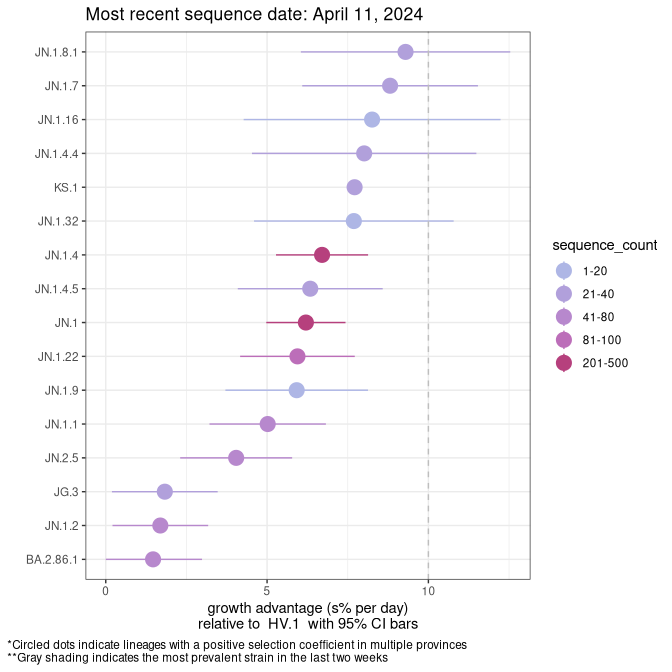 Most recent sequence date: April 11, 2024
JN.1.8.1
JN.1.7
JN.1.16
JN.1.4.4
KS.1
JN.1.32
JN.1.4
JN.1.4.5
JN.1
JN.1.22
JN.1.9
JN.1.1
JN.2.5
JG.3
JN.1.2
BA.2.86.1
0 5 10
growth advantage (s% per day)
relative to HV.1 with 95% CI bars
sequence_count
1-20
21-40
41-80
81-100
201-500
*Circled dots indicate lineages with a positive selection coefficient in multiple provinces
**Gray shading indicates the most prevalent strain in the last two weeks